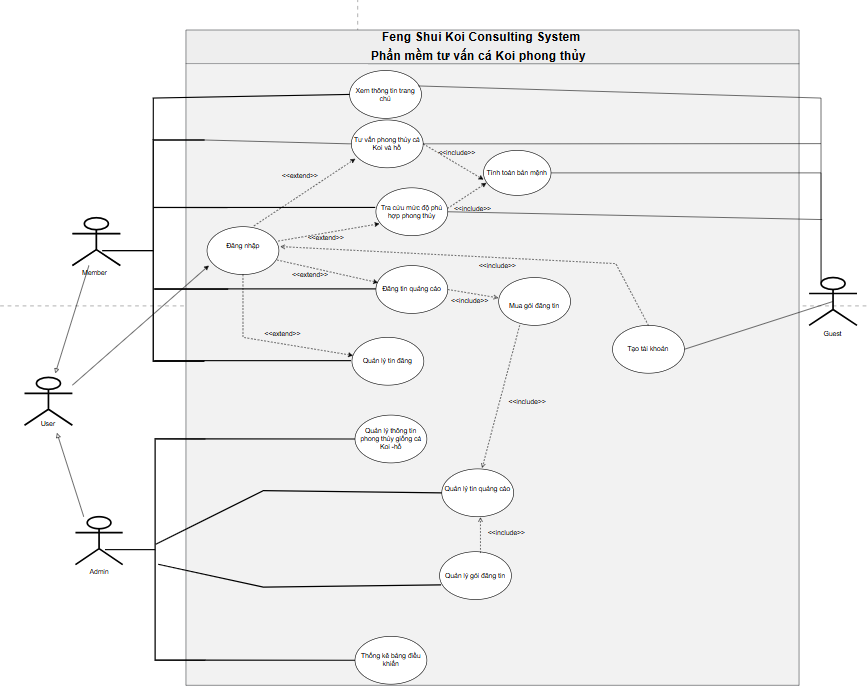 Feng Shui Koi Consulting System
Phần mềm tư vấn cá Koi phong thủy
Xem thông tin trang
chủ
Tư vấn phong thủy cá
Koi và hồ
<<include>>
Tính toán bản mệnh
<<extend>>
Tra cứu mức độ phù
hợp phong thủy
<<include>>
<<extend>>
Đăng nhập
Member
<<include>>
<<extend>>
Đăng tin quảng cáo
<<include>>
Mua gói đăng tin
Guest
<<extend>>
Quản lý tin đăng
Tạo tài khoản
User
<<include>>
Quản lý thông tin
phong thủy giống cá
Koi -hồ
Quản lý tin quảng cáo
<<include>>
Admin
Quản lý gói đăng tin
Thống kê bảng điều
khiển